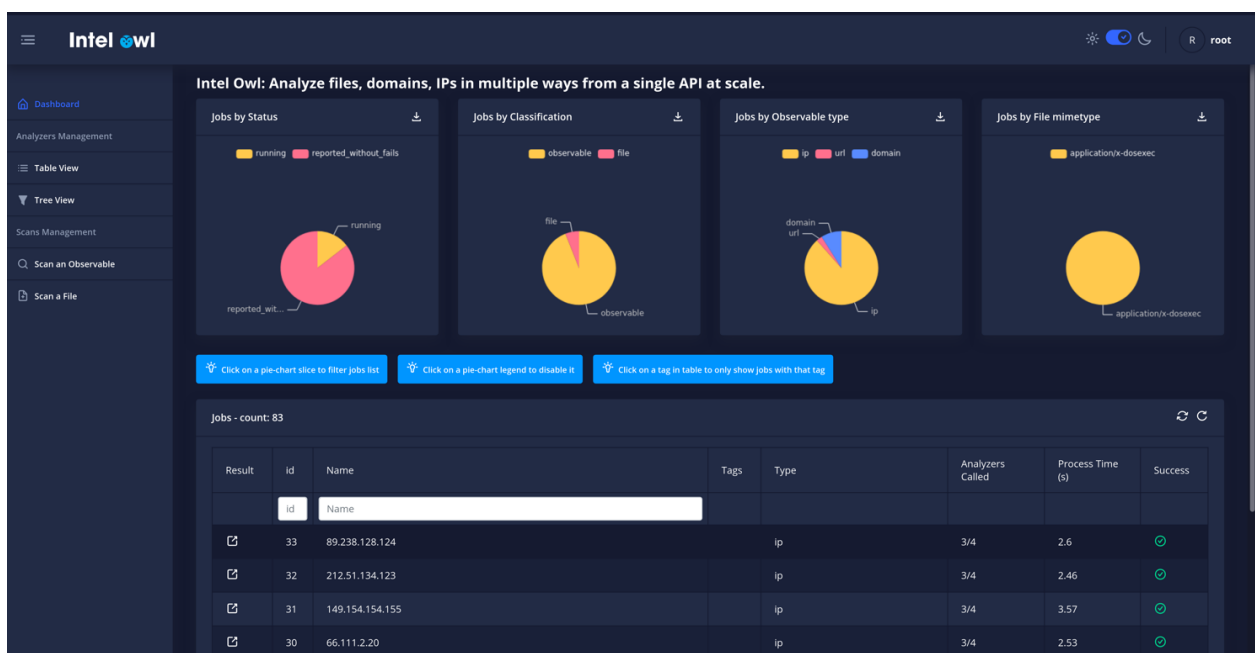 Intel Owl
R root
Intel Owl: Analyze files, domains, IPs in multiple ways from a single API at scale.
Dashboard
Analyzers Management
Table View
Tree View
Scans Management
Scan an Observable
Scan a File
Jobs by Status
running reported_without_fails
running
reported_wit...
Jobs by Classification
observable file
file
observable
Jobs by Observable type
ip url domain
domain
url
ip
Jobs by File mimetype
application/x-dosexec
application/x-dosexec
Click on a pie-chart slice to filter jobs list
Click on a pie-chart legend to disable it
Click on a tag in table to only show jobs with that tag
Jobs - count: 83
Result id Name Tags Type Analyzers Called Process Time (s) Success
id Name
33 89.238.128.124 ip 3/4 2.6
32 212.51.134.123 ip 3/4 2.46
31 149.154.154.155 ip 3/4 3.57
30 66.111.2.20 ip 3/4 2.53